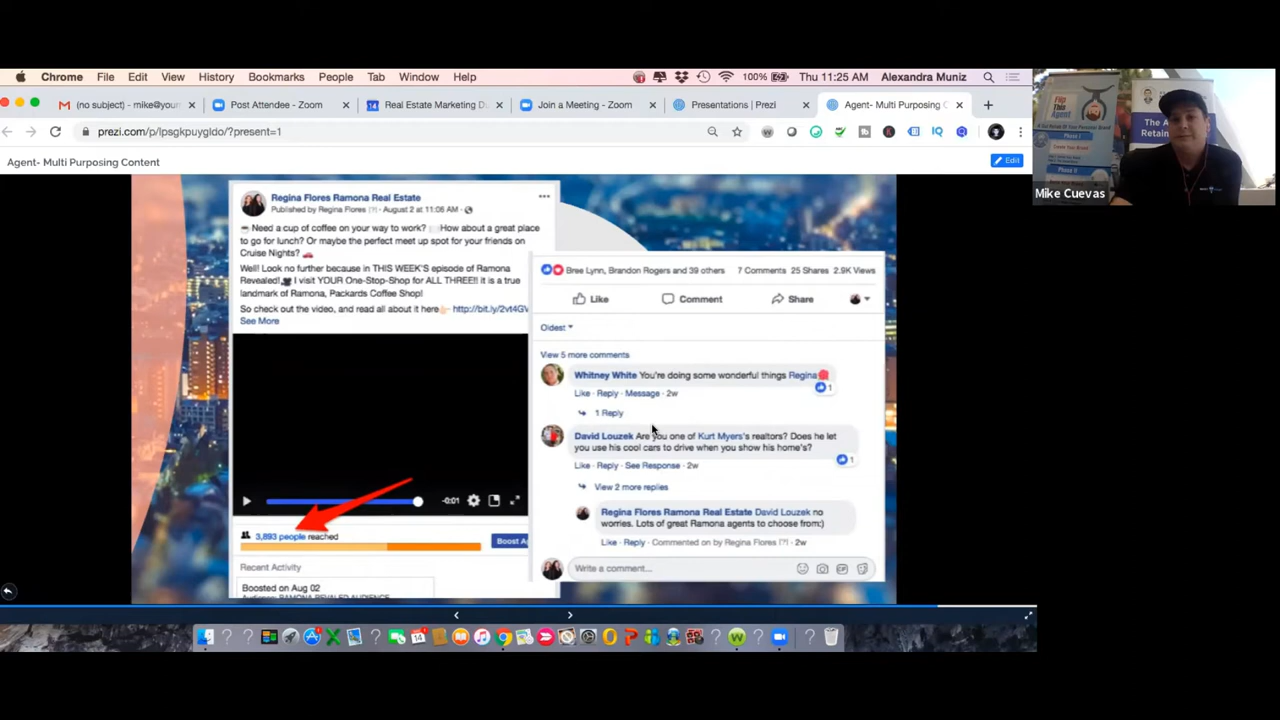 Chrome File Edit View History Bookmarks People Tab Window Help
100% Thu 11:25 AM Alexandra Muniz
(no subject) - mike@your
Post Attendee - Zoom
Real Estate Marketing D
Join a Meeting - Zoom
Presentations | Prezi
Agent- Multi Purposing C
prezi.com/p/lpsgkpuygldo/?present=1
Agent- Multi Purposing Content
Edit
Regina Flores Ramona Real Estate
Published by Regina Flores [?] · August 2 at 11:06 AM ·
Need a cup of coffee on your way to work? How about a great place
to go for lunch? Or maybe the perfect meet up spot for your friends on
Cruise Nights?
Well! Look no further because in THIS WEEK'S episode of Ramona
Revealed! I visit YOUR One-Stop-Shop for ALL THREE!! it is a true
landmark of Ramona, Packards Coffee Shop!
So check out the video, and read all about it here http://bit.ly/2vt4GV
See More
-0:01
3,893 people reached
Boost
Recent Activity
Boosted on Aug 02
Bree Lynn, Brandon Rogers and 39 others 7 Comments 25 Shares 2.9K Views
Like Comment Share
Oldest
View 5 more comments
Whitney White You're doing some wonderful things Regina
1
Like · Reply · Message · 2w
1 Reply
David Louzek Are you one of Kurt Myers's realtors? Does he let
you use his cool cars to drive when you show his home's?
1
Like · Reply · See Response · 2w
View 2 more replies
Regina Flores Ramona Real Estate David Louzek no
worries. Lots of great Ramona agents to choose from:)
Like · Reply · Commented on by Regina Flores [?] · 2w
Write a comment...
Flip
This
Agent
Phase I
Create Your Brand
Phase II
The A
Retain
Mike Cuevas